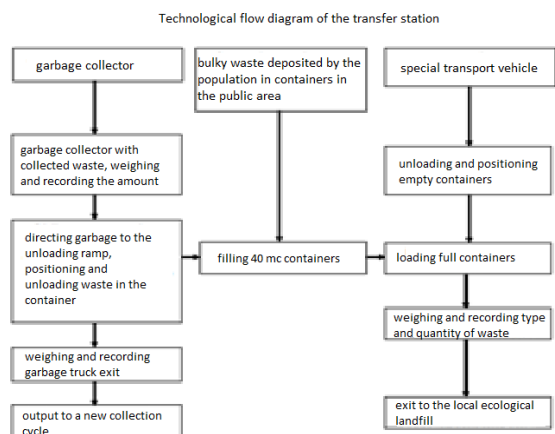 Technological flow diagram of the transfer station
garbage collector
bulky waste deposited by the
population in containers in
the public area
special transport vehicle
garbage collector with
collected waste, weighing
and recording the amount
unloading and positioning
empty containers
directing garbage to the
unloading ramp,
positioning and
unloading waste in the
container
filling 40 mc containers
loading full containers
weighing and recording type
and quantity of waste
weighing and recording
garbage truck exit
output to a new collection
cycle
exit to the local ecological
landfill